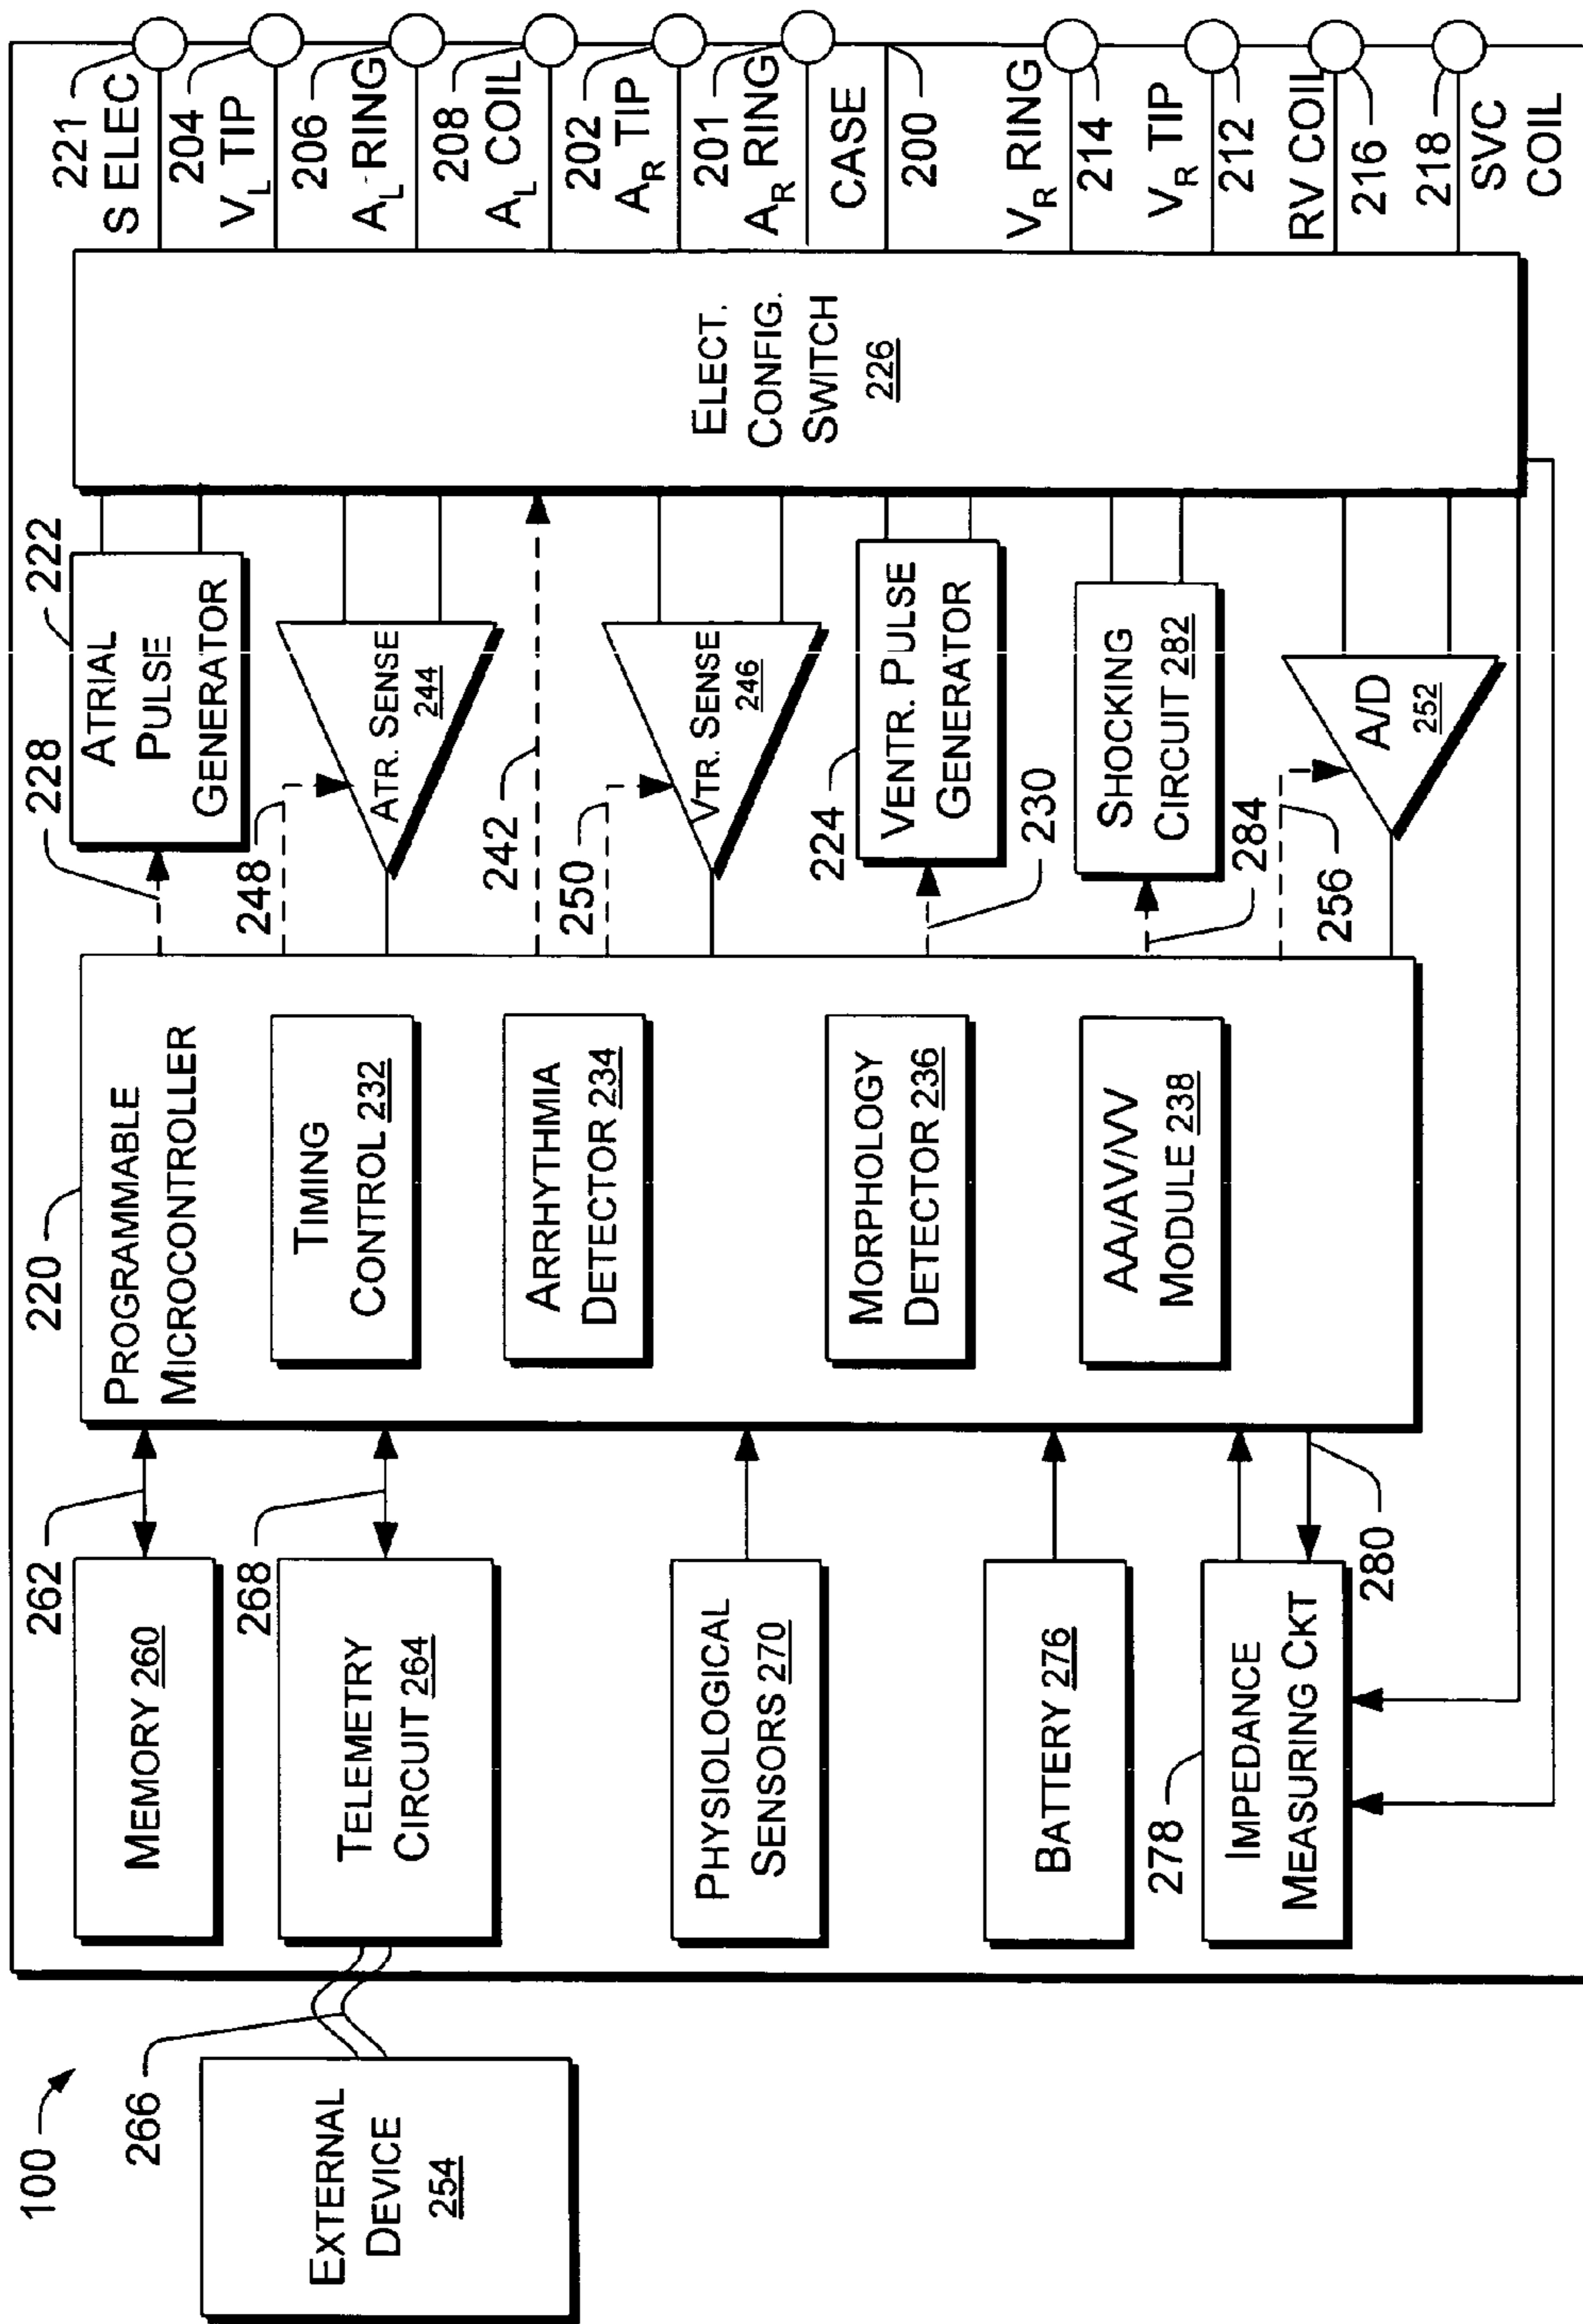 100
EXTERNAL
DEVICE
254
266
MEMORY 260
262
TELEMETRY
CIRCUIT 264
268
PHYSIOLOGICAL
SENSORS 270
BATTERY 276
278
IMPEDANCE
MEASURING CKT
280
220
PROGRAMMABLE
MICROCONTROLLER
TIMING
CONTROL 232
ARRHYTHMIA
DETECTOR 234
MORPHOLOGY
DETECTOR 236
AA/AV/VV
MODULE 238
228
222
ATRIAL
PULSE
GENERATOR
248
ATR. SENSE
244
242
250
VTR. SENSE
246
224
VENTR. PULSE
GENERATOR
230
SHOCKING
CIRCUIT 282
284
256
A/D
252
ELECT.
CONFIG.
SWITCH
226
221
S ELEC
204
VL TIP
206
AL RING
208
AL COIL
202
AR TIP
201
AR RING
CASE
200
VR RING
214
VR TIP
212
RV COIL
216
218
SVC
COIL